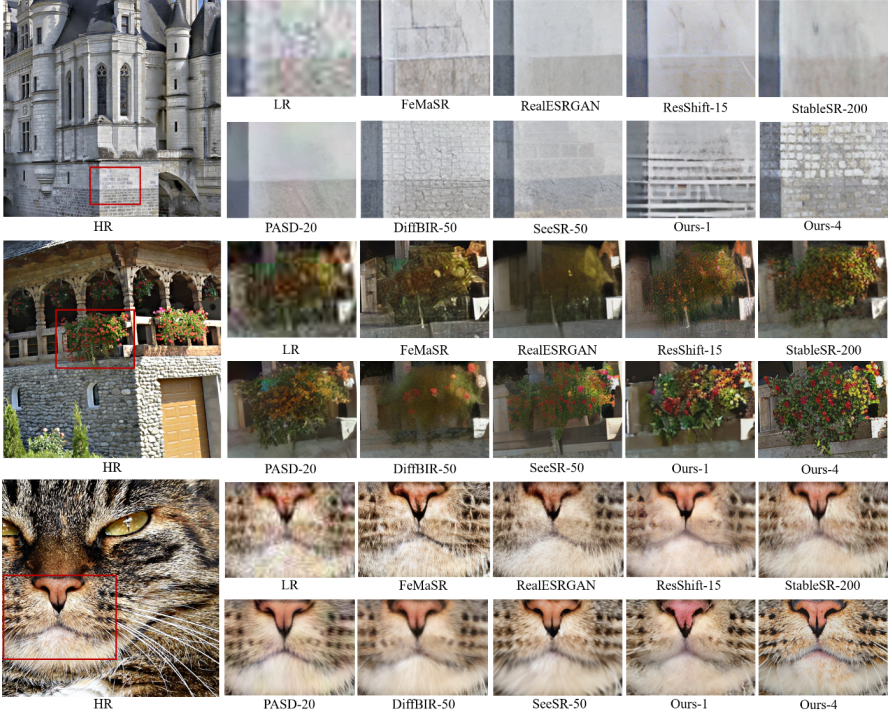 LR FeMaSR RealESRGAN ResShift-15 StableSR-200
HR PASD-20 DiffBIR-50 SeeSR-50 Ours-1 Ours-4
LR FeMaSR RealESRGAN ResShift-15 StableSR-200
HR PASD-20 DiffBIR-50 SeeSR-50 Ours-1 Ours-4
LR FeMaSR RealESRGAN ResShift-15 StableSR-200
HR PASD-20 DiffBIR-50 SeeSR-50 Ours-1 Ours-4